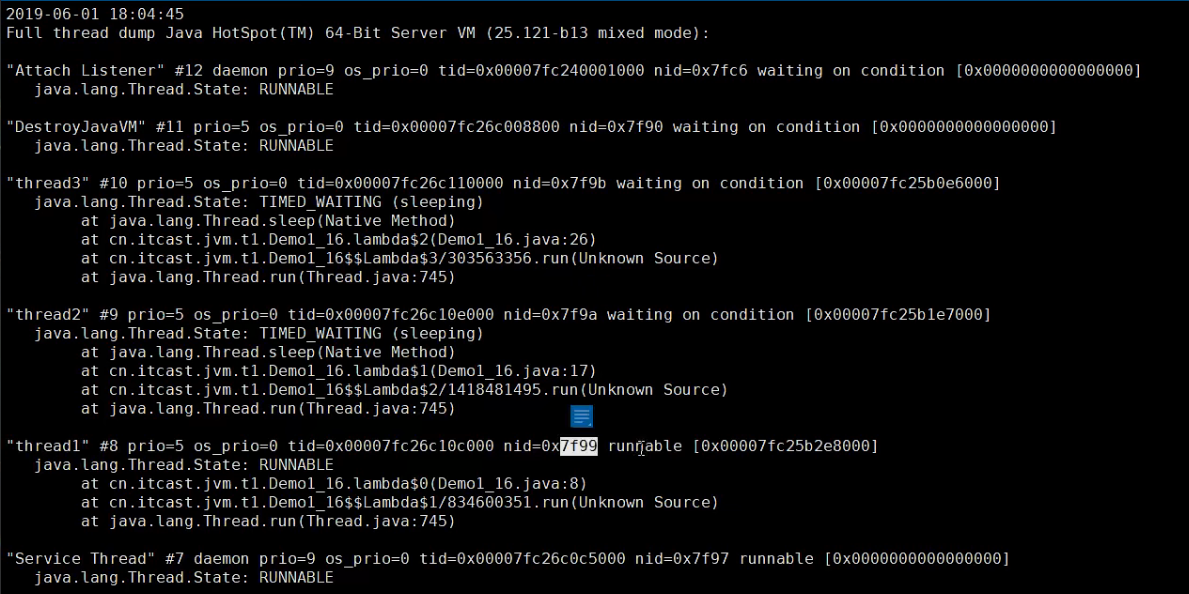 2019-06-01 18:04:45
Full thread dump Java HotSpot(TM) 64-Bit Server VM (25.121-b13 mixed mode):
"Attach Listener" #12 daemon prio=9 os_prio=0 tid=0x00007fc240001000 nid=0x7fc6 waiting on condition [0x0000000000000000]
java.lang.Thread.State: RUNNABLE
"DestroyJavaVM" #11 prio=5 os_prio=0 tid=0x00007fc26c008800 nid=0x7f90 waiting on condition [0x0000000000000000]
java.lang.Thread.State: RUNNABLE
"thread3" #10 prio=5 os_prio=0 tid=0x00007fc26c110000 nid=0x7f9b waiting on condition [0x00007fc25b0e6000]
java.lang.Thread.State: TIMED_WAITING (sleeping)
at java.lang.Thread.sleep(Native Method)
at cn.itcast.jvm.t1.Demo1_16.lambda$2(Demo1_16.java:26)
at cn.itcast.jvm.t1.Demo1_16$$Lambda$3/303563356.run(Unknown Source)
at java.lang.Thread.run(Thread.java:745)
"thread2" #9 prio=5 os_prio=0 tid=0x00007fc26c10e000 nid=0x7f9a waiting on condition [0x00007fc25b1e7000]
java.lang.Thread.State: TIMED_WAITING (sleeping)
at java.lang.Thread.sleep(Native Method)
at cn.itcast.jvm.t1.Demo1_16.lambda$1(Demo1_16.java:17)
at cn.itcast.jvm.t1.Demo1_16$$Lambda$2/1418481495.run(Unknown Source)
at java.lang.Thread.run(Thread.java:745)
"thread1" #8 prio=5 os_prio=0 tid=0x00007fc26c10c000 nid=0x7f99 runnable [0x00007fc25b2e8000]
java.lang.Thread.State: RUNNABLE
at cn.itcast.jvm.t1.Demo1_16.lambda$0(Demo1_16.java:8)
at cn.itcast.jvm.t1.Demo1_16$$Lambda$1/834600351.run(Unknown Source)
at java.lang.Thread.run(Thread.java:745)
"Service Thread" #7 daemon prio=9 os_prio=0 tid=0x00007fc26c0c5000 nid=0x7f97 runnable [0x0000000000000000]
java.lang.Thread.State: RUNNABLE